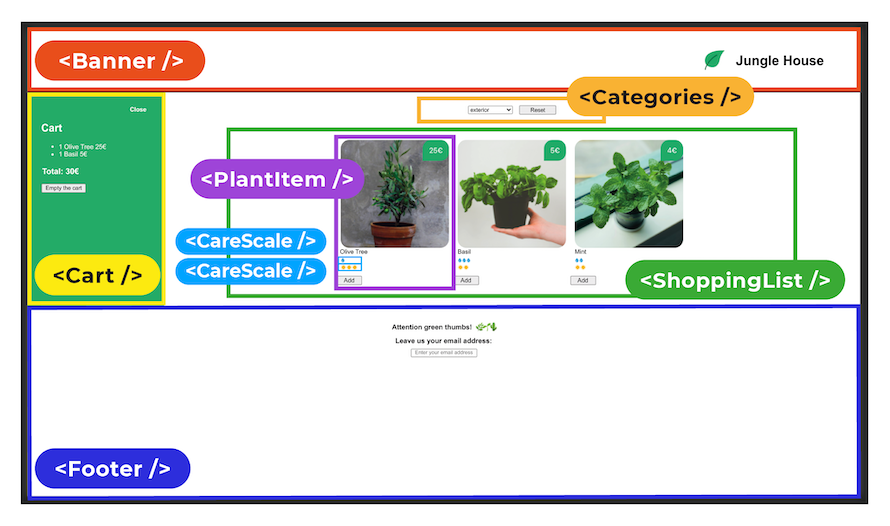 <Banner />
Jungle House
<Categories />
exterior
Reset
Close
Cart
1 Olive Tree 25€
1 Basil 5€
Total: 30€
Empty the cart
<Cart />
<PlantItem />
25€
5€
4€
<CareScale />
<CareScale />
Olive Tree
Basil
Mint
Add
Add
Add
<ShoppingList />
Attention green thumbs!
Leave us your email address:
Enter your email address
<Footer />